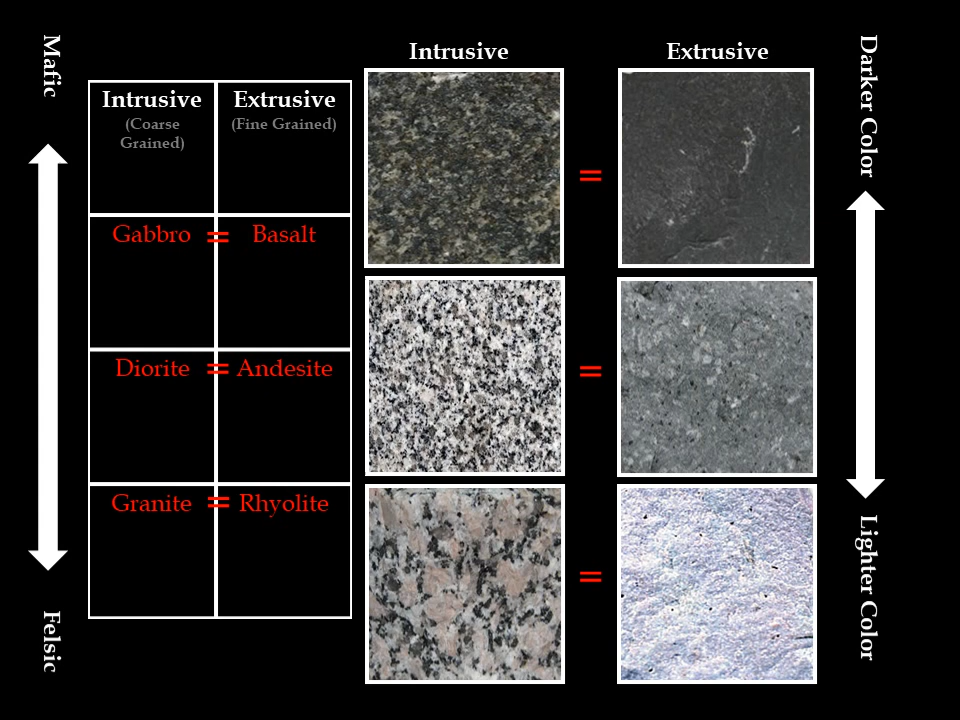 Mafic
Felsic
Intrusive
(Coarse
Grained)
Extrusive
(Fine Grained)
Gabbro = Basalt
Diorite = Andesite
Granite = Rhyolite
Intrusive
Extrusive
=
=
=
Darker Color
Lighter Color